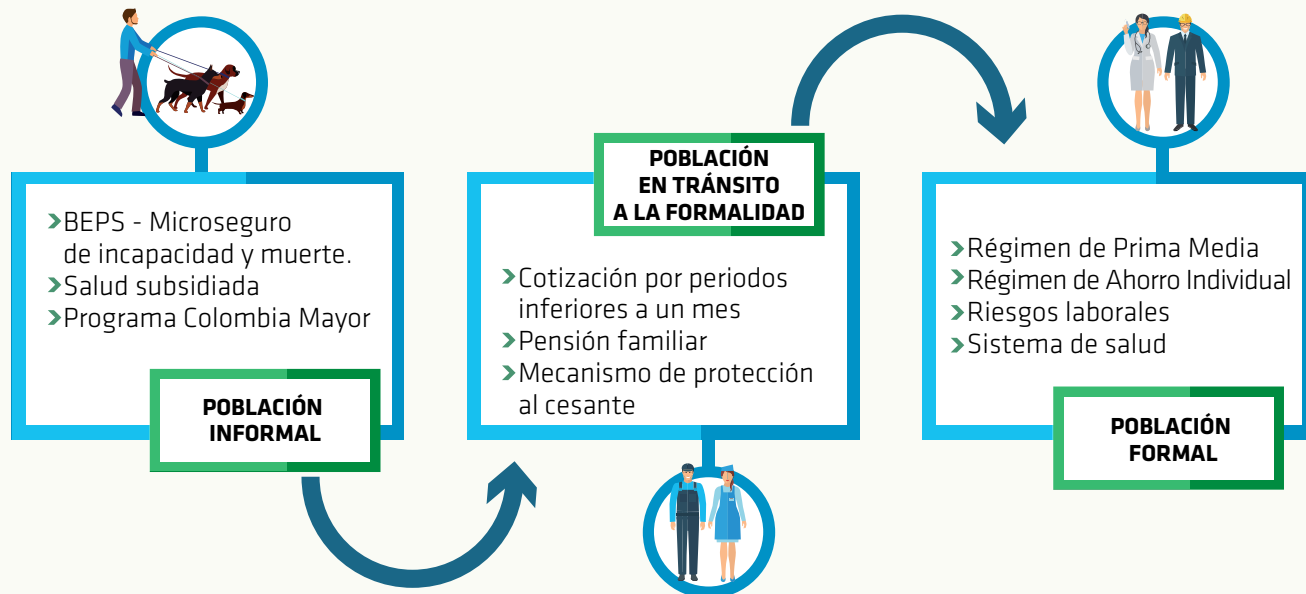 BEPS - Microseguro
de incapacidad y muerte.
Salud subsidiada
Programa Colombia Mayor
POBLACIÓN
INFORMAL
POBLACIÓN
EN TRÁNSITO
A LA FORMALIDAD
Cotización por periodos
inferiores a un mes
Pensión familiar
Mecanismo de protección
al cesante
Régimen de Prima Media
Régimen de Ahorro Individual
Riesgos laborales
Sistema de salud
POBLACIÓN
FORMAL